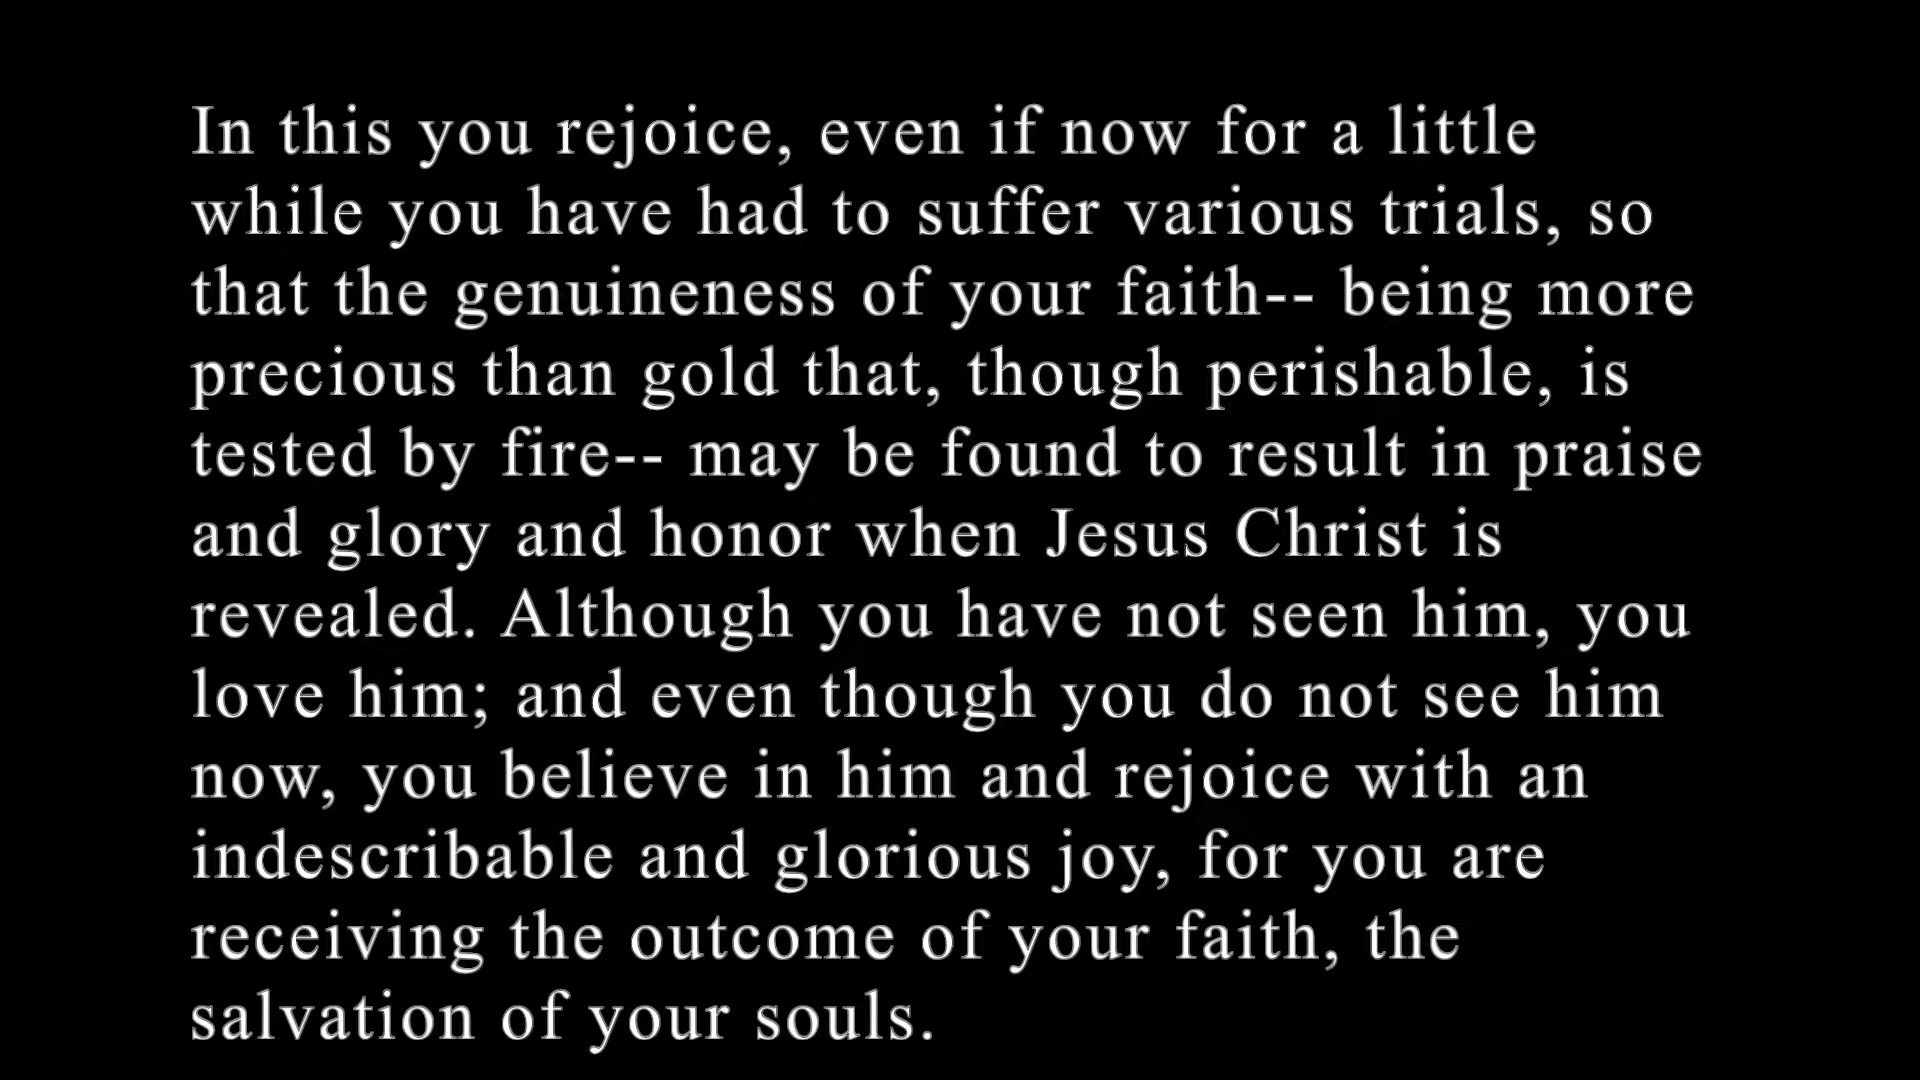 In this you rejoice, even if now for a little
while you have had to suffer various trials, so
that the genuineness of your faith-- being more
precious than gold that, though perishable, is
tested by fire-- may be found to result in praise
and glory and honor when Jesus Christ is
revealed. Although you have not seen him, you
love him; and even though you do not see him
now, you believe in him and rejoice with an
indescribable and glorious joy, for you are
receiving the outcome of your faith, the
salvation of your souls.